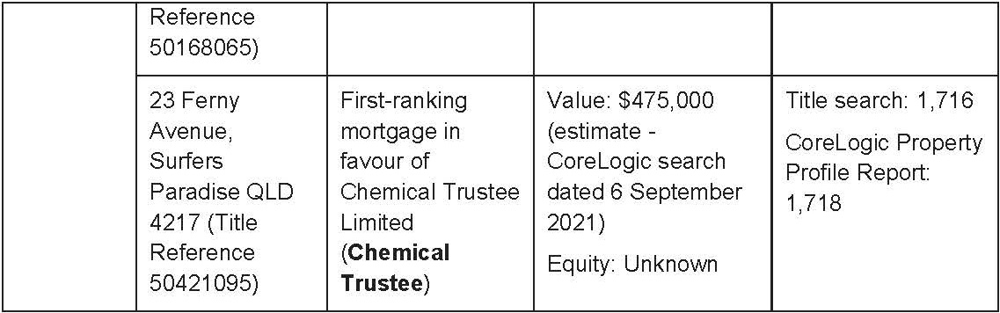 Reference
50168065)
23 Ferny
Avenue,
Surfers
Paradise QLD
4217 (Title
Reference
50421095)
First-ranking
mortgage in
favour of
Chemical Trustee
Limited
(Chemical
Trustee)
Value: $475,000
(estimate -
CoreLogic search
dated 6 September
2021)
Equity: Unknown
Title search: 1,716
CoreLogic Property
Profile Report:
1,718